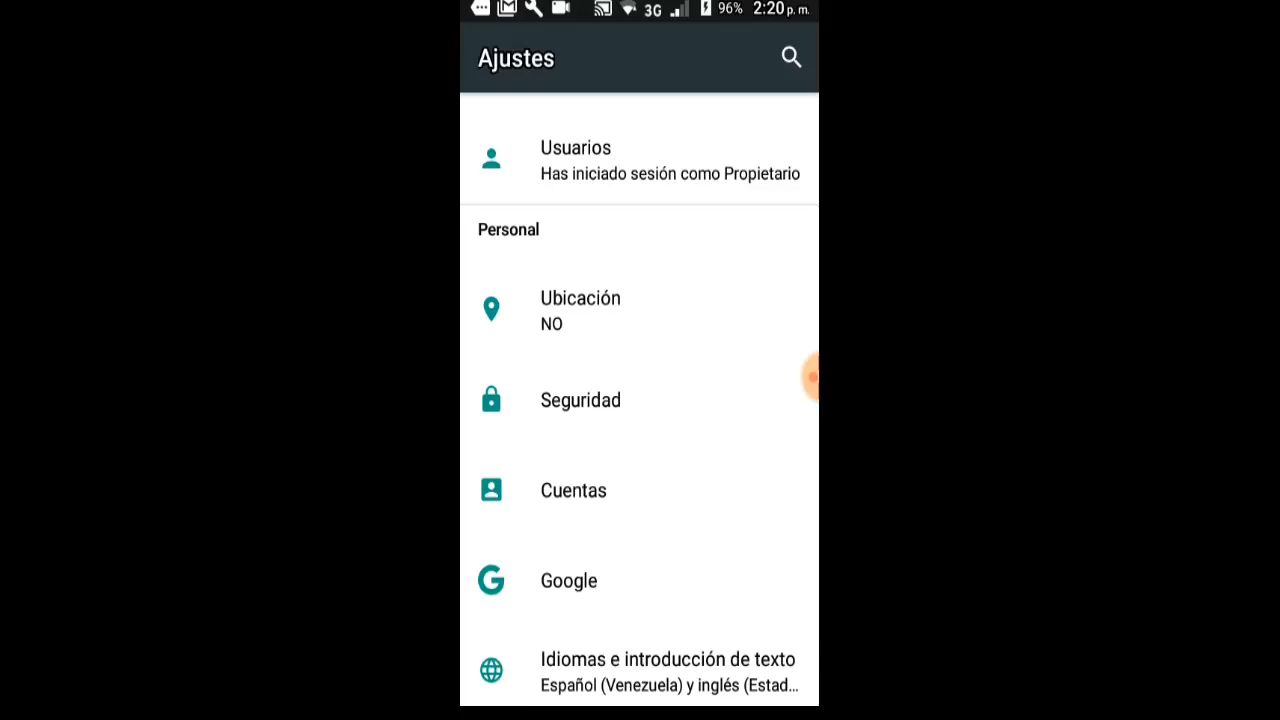 3G 96% 2:20 p. m.
Ajustes
Usuarios
Has iniciado sesión como Propietario
Personal
Ubicación
NO
Seguridad
Cuentas
Google
Idiomas e introducción de texto
Español (Venezuela) y inglés (Estad...